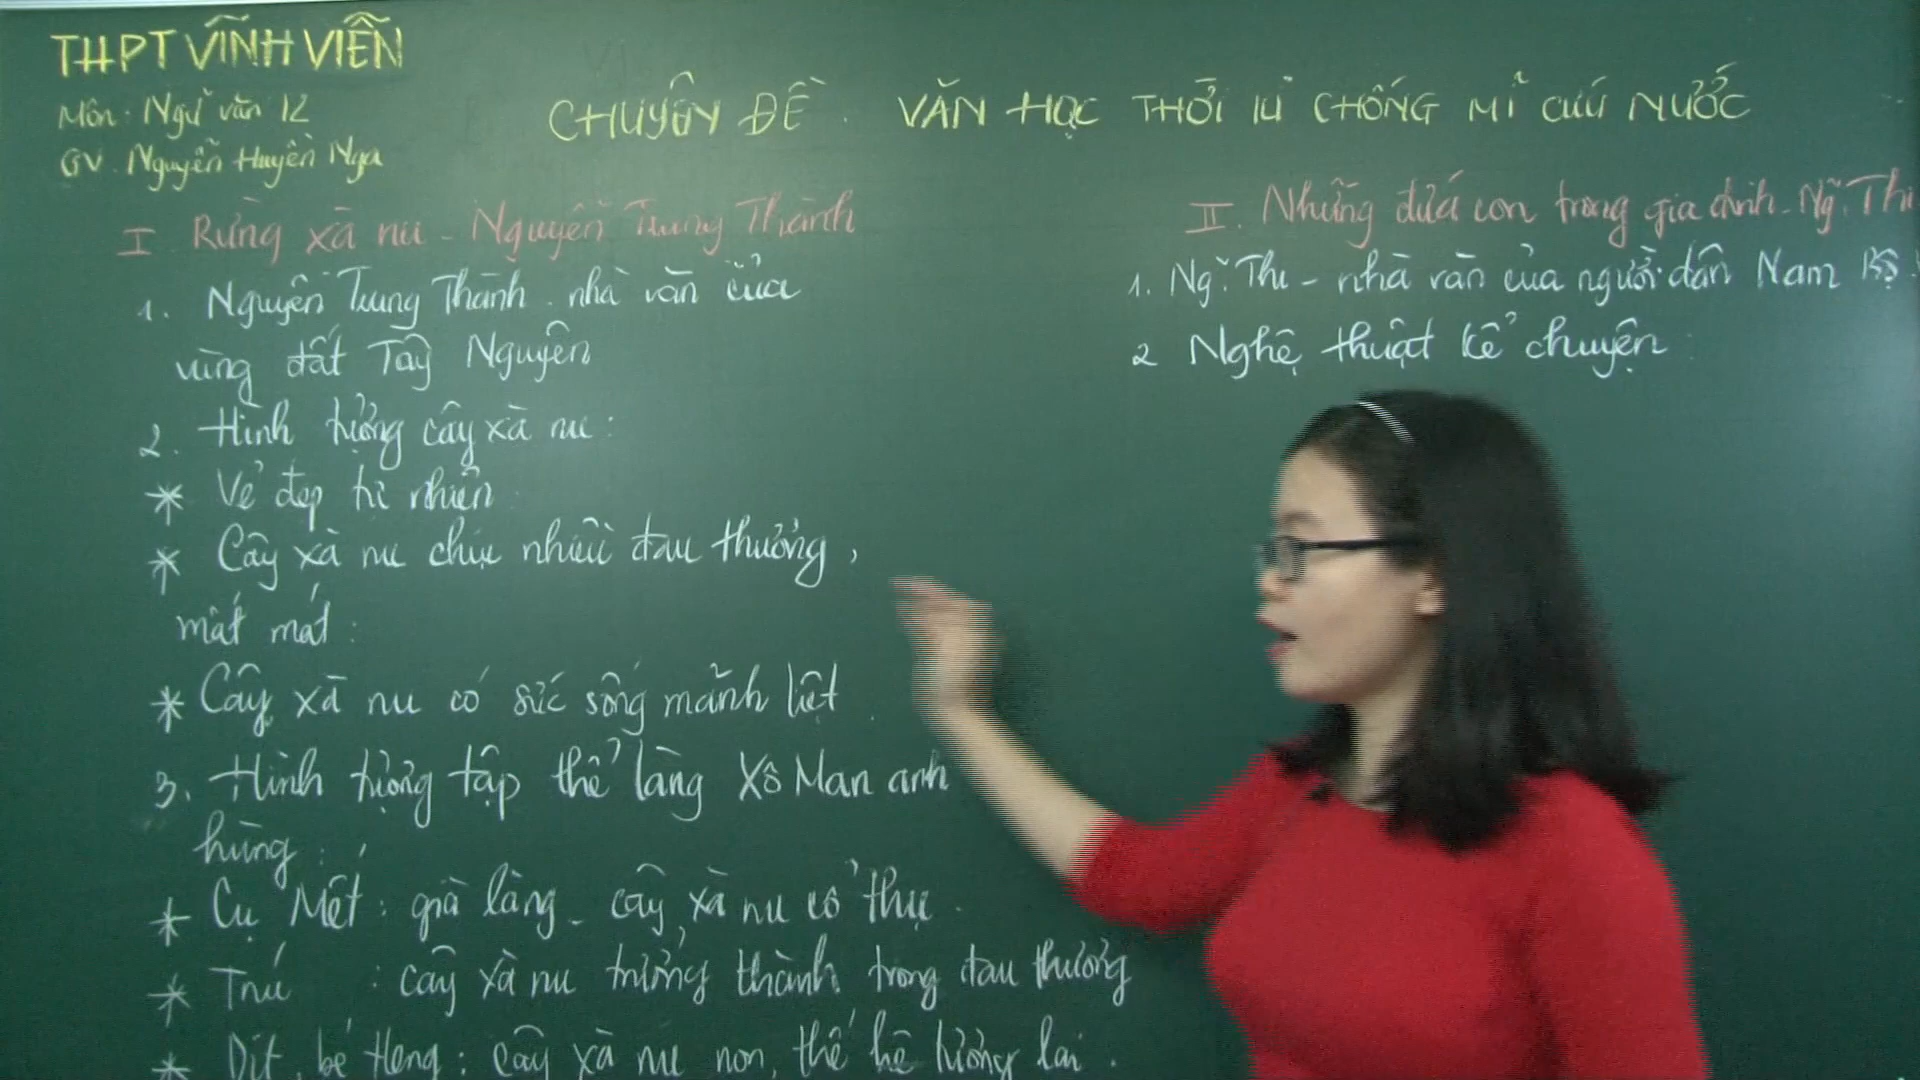 THPT VĨNH VIỄN
Môn: Ngữ văn 12
GV. Nguyễn Huyền Nga
CHUYÊN ĐỀ. VĂN HỌC THỜI KÌ CHỐNG MĨ CỨU NƯỚC
I Rừng xà nu - Nguyễn Trung Thành
1. Nguyễn Trung Thành. nhà văn của
vùng đất Tây Nguyên
2. Hình tượng cây xà nu:
* Vẻ đẹp tự nhiên
* Cây xà nu chịu nhiều đau thương,
mất mát:
* Cây xà nu có sức sống mãnh liệt.
3. Hình tượng tập thể làng Xô Man anh
hùng:
* Cụ Mết: già làng - cây xà nu cổ thụ.
* Tnú : cây xà nu trưởng thành trong đau thương
* Dít, bé Heng: cây xà nu non, thế hệ tương lai.
II. Những đứa con trong gia đình - Ng~. Thi
1. Ng~. Thi - nhà văn của người dân Nam Bộ.
2 Nghệ thuật kể chuyện: